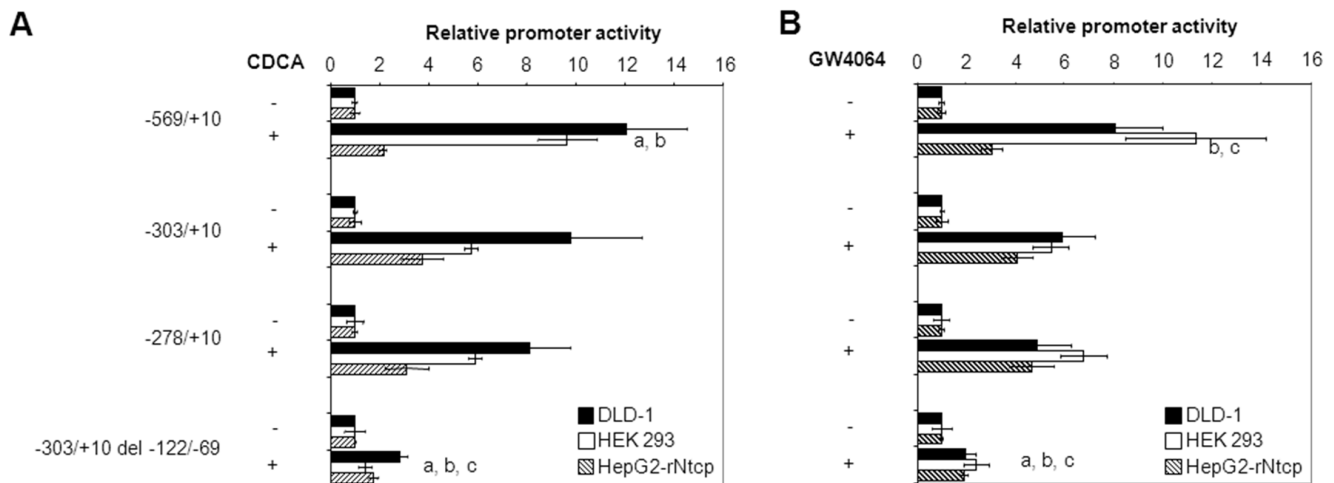 A
Relative promoter activity
CDCA
0 2 4 6 8 10 12 14 16
-569/+10
-
+
a, b
-303/+10
-
+
-278/+10
-
+
-303/+10 del -122/-69
-
+
a, b, c
DLD-1
HEK 293
HepG2-rNtcp
B
Relative promoter activity
GW4064
0 2 4 6 8 10 12 14 16
-
+
b, c
-
+
-
+
-
+
a, b, c
DLD-1
HEK 293
HepG2-rNtcp